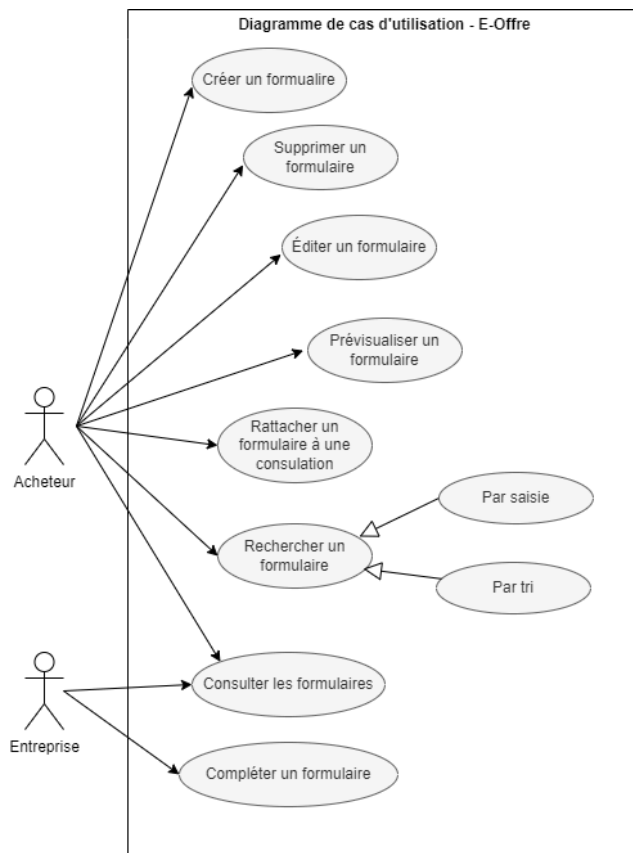 Diagramme de cas d'utilisation - E-Offre
Créer un formualire
Supprimer un
formulaire
Éditer un formulaire
Prévisualiser un
formulaire
Rattacher un
formulaire à une
consulation
Acheteur
Par saisie
Rechercher un
formulaire
Par tri
Consulter les formulaires
Entreprise
Compléter un formulaire